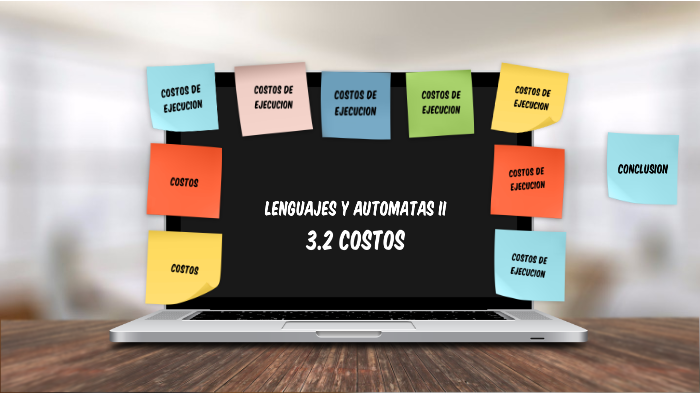 COSTOS DE
EJECUCION
COSTOS DE
EJECUCION
COSTOS DE
EJECUCION
COSTOS DE
EJECUCION
COSTOS DE
EJECUCION
COSTOS
COSTOS DE
EJECUCION
CONCLUSION
LENGUAJES Y AUTOMATAS II
3.2 COSTOS
COSTOS
COSTOS DE
EJECUCION